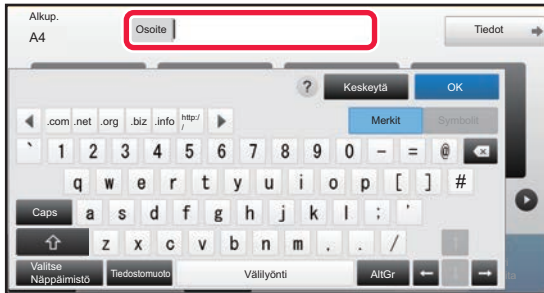 Alkup.
A4
Osoite
Tiedot
? Keskeytä OK
.com .net .org .biz .info http:/
/
Merkit Symbolit
` 1 2 3 4 5 6 7 8 9 0 - = @
q w e r t y u i o p [ ] #
Caps a s d f g h j k l ; '
z x c v b n m . . /
Valitse
Näppäimistö
Tiedostomuoto Välilyönti AltGr